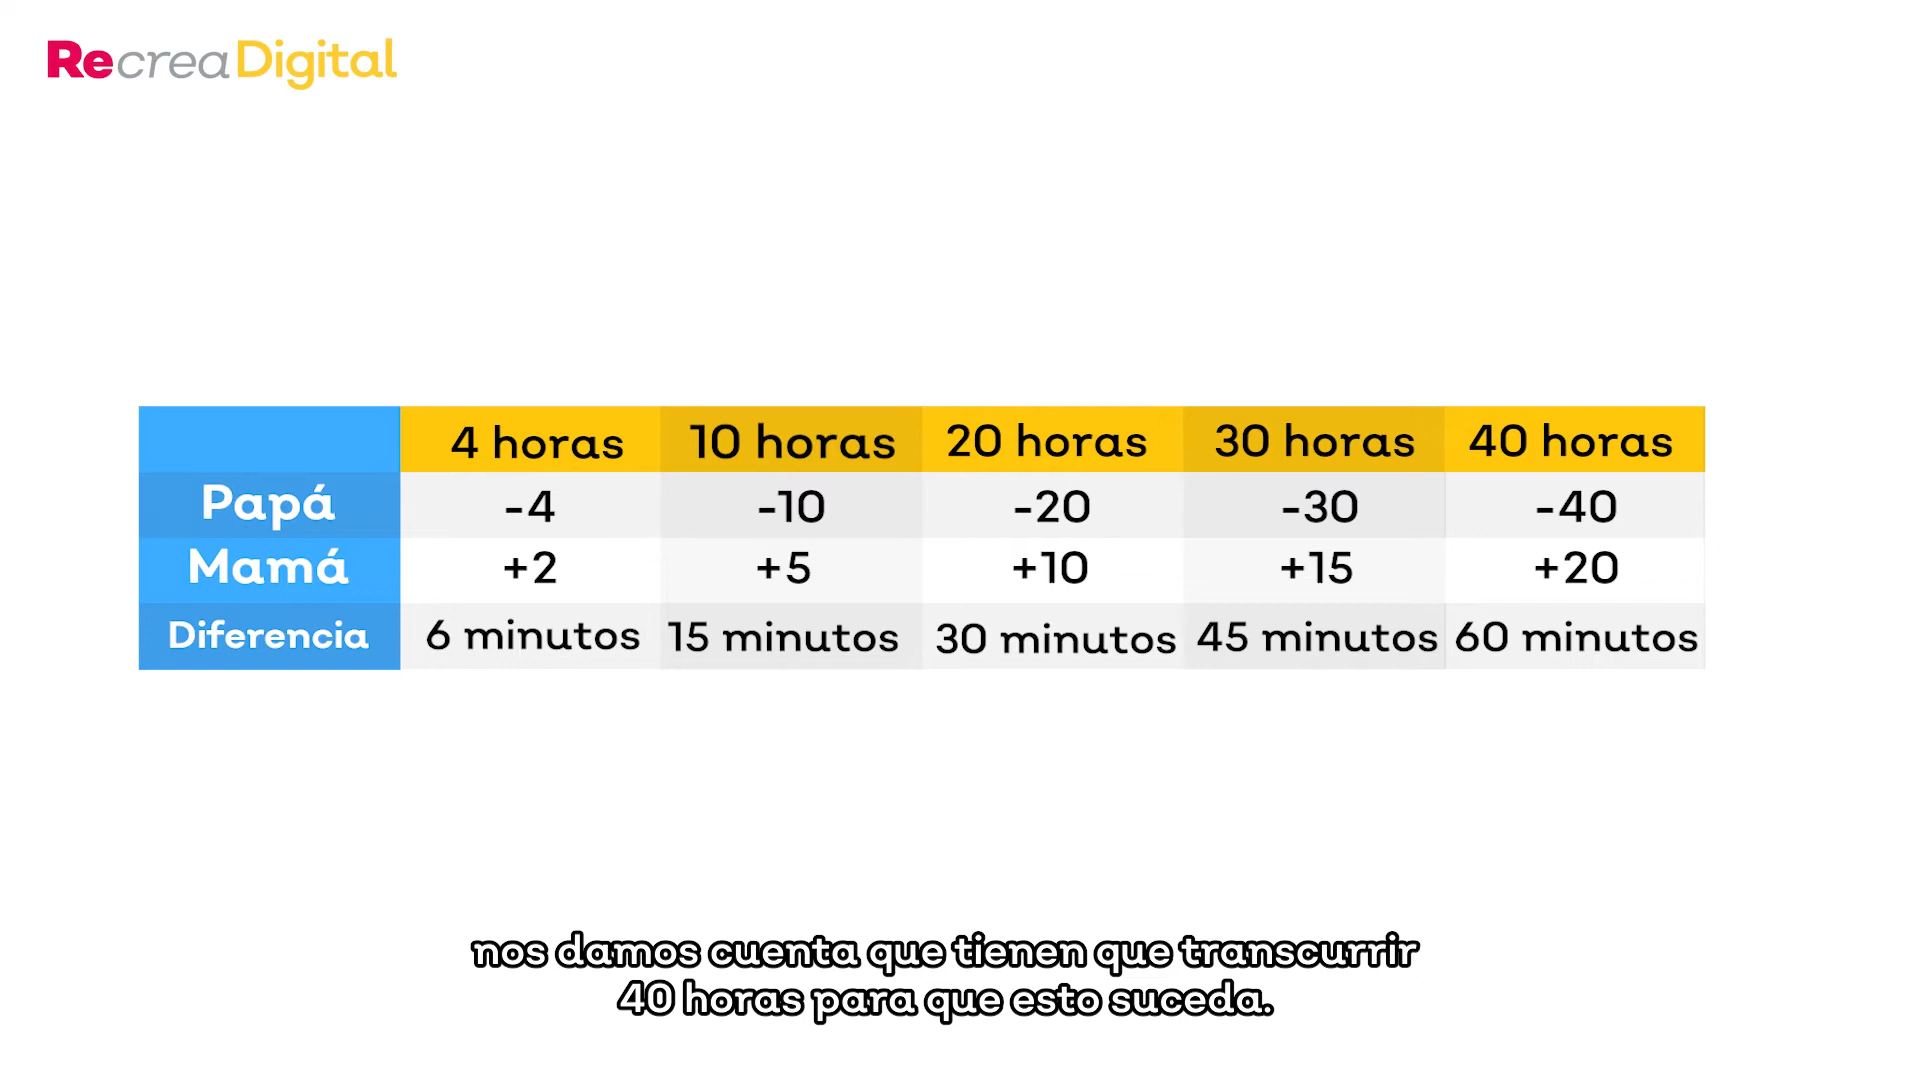 RecreaDigital
4 horas 10 horas 20 horas 30 horas 40 horas
Papá -4 -10 -20 -30 -40
Mamá +2 +5 +10 +15 +20
Diferencia 6 minutos 15 minutos 30 minutos 45 minutos 60 minutos
nos damos cuenta que tienen que transcurrir
40 horas para que esto suceda.